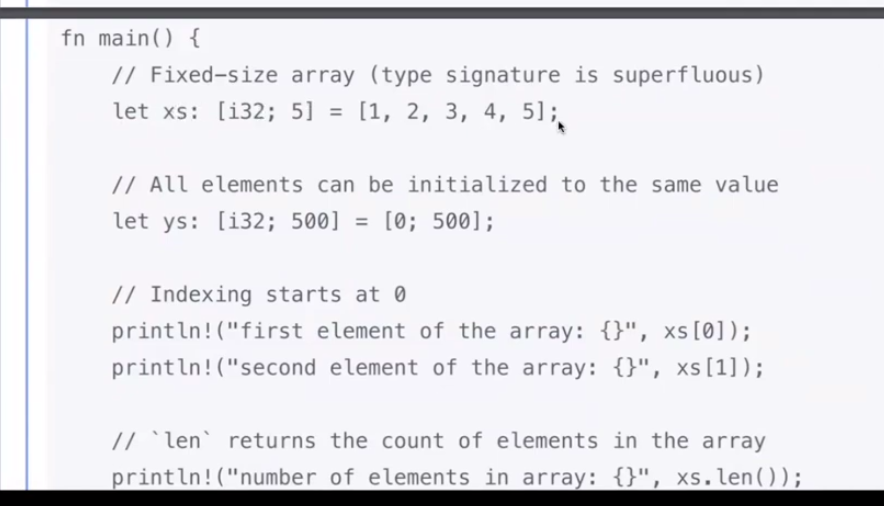 fn main() {
// Fixed-size array (type signature is superfluous)
let xs: [i32; 5] = [1, 2, 3, 4, 5];
// All elements can be initialized to the same value
let ys: [i32; 500] = [0; 500];
// Indexing starts at 0
println!("first element of the array: {}", xs[0]);
println!("second element of the array: {}", xs[1]);
// `len` returns the count of elements in the array
println!("number of elements in array: {}", xs.len());